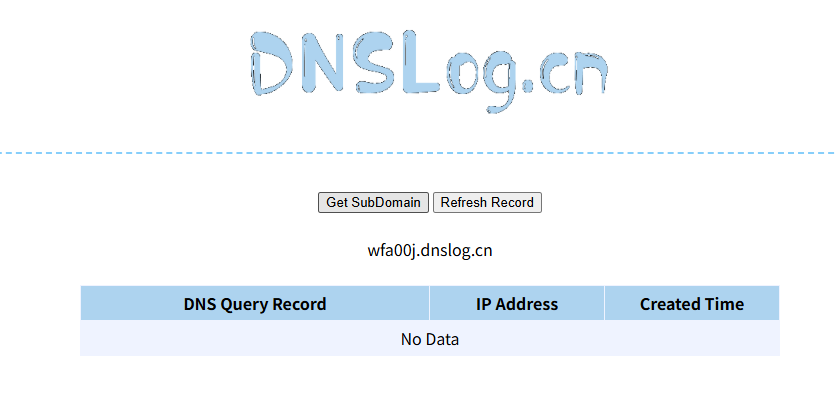 DNSLog.cn
Get SubDomain Refresh Record
wfa00j.dnslog.cn
DNS Query Record IP Address Created Time
No Data